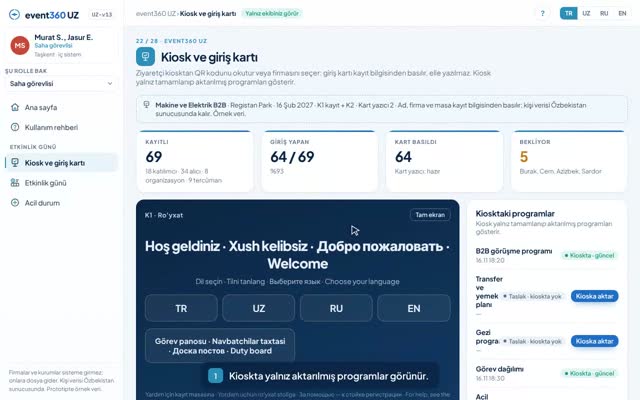 event360 UZ
UZ-v13
event360 UZ › Kiosk ve giriş kartı
Yalnız ekibiniz görür
?
TR
UZ
RU
EN
MS
Murat S., Jasur E.
Saha görevlisi
Taşkent · iç sistem
ŞU ROLLE BAK
Saha görevlisi
Ana sayfa
Kullanım rehberi
ETKİNLİK GÜNÜ
Kiosk ve giriş kartı
Etkinlik günü
Acil durum
Firmalar ve kurumlar sisteme girmez;
onlara dosya gider. Kişi verisi Özbekistan
sunucusunda. Prototiptir örnek veri.
22 / 28 · EVENT360 UZ
Kiosk ve giriş kartı
Ziyaretçi kiosktan QR kodunu okutur veya firmasını seçer; giriş kartı kayıt bilgisinden basılır, elle yazılmaz. Kiosk
yalnız tamamlanıp aktarılmış programları gösterir.
Makine ve Elektrik B2B · Registan Park · 16 Şub 2027 · K1 kayıt + K2 · Kart yazıcı 2 · Ad, firma ve masa kayıt bilgisinden basılır; kişi verisi Özbekistan
sunucusunda kalır. Örnek veri.
KAYITLI
69
18 katılımcı · 34 alıcı · 8
organizasyon · 9 tercüman
GİRİŞ YAPAN
64 / 69
%93
KART BASILDI
64
Kart yazıcı: hazır
BEKLİYOR
5
Burak, Cem, Azizbek, Sardor
K1 · Ro'yxat
Tam ekran
Hoş geldiniz · Xush kelibsiz · Добро пожаловать ·
Welcome
Dil seçin · Tilni tanlang · Выберите язык · Choose your language
TR
UZ
RU
EN
Görev panosu · Navbatchilar taxtasi
· Доска постов · Duty board
1 Kioskta yalnız aktarılmış programlar görünür.
Kiosktaki programlar
Kiosk yalnız tamamlanıp aktarılmış programları
gösterir.
B2B görüşme programı
16.11 18:20
Kioskta · güncel
Transfer
ve
yemek
planı
—
Taslak · kioskta yok
Kioska aktar
Gezi
progra
—
Taslak · kioskta yok
Kioska aktar
Görev dağılımı
16.11 18:30
Kioskta · güncel
Acil